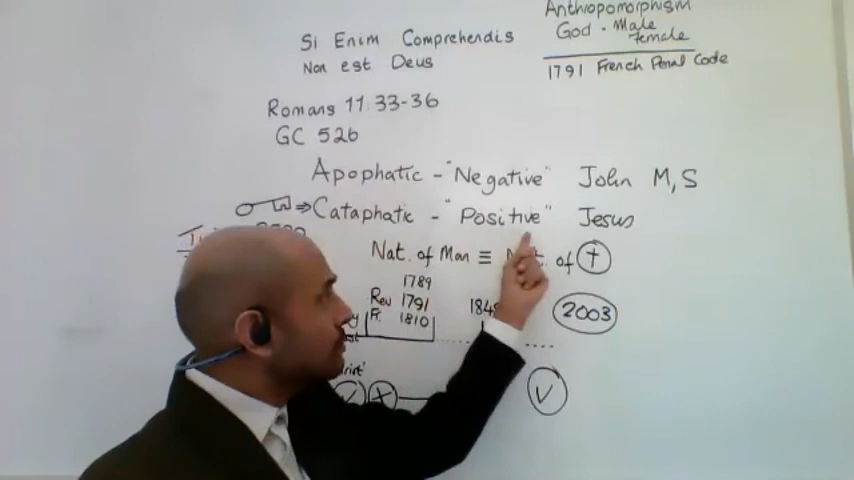 Anthropomorphism
God - Male
Female
1791 French Penal Code
Si Enim Comprehendis
Non est Deus
Romans 11:33-36
GC 526
Apophatic - "Negative" John M, S
⇒ Cataphatic - "Positive" Jesus
Nat. of Man ≡ of †
1789
Rev 1791
Fr. 1810
2003